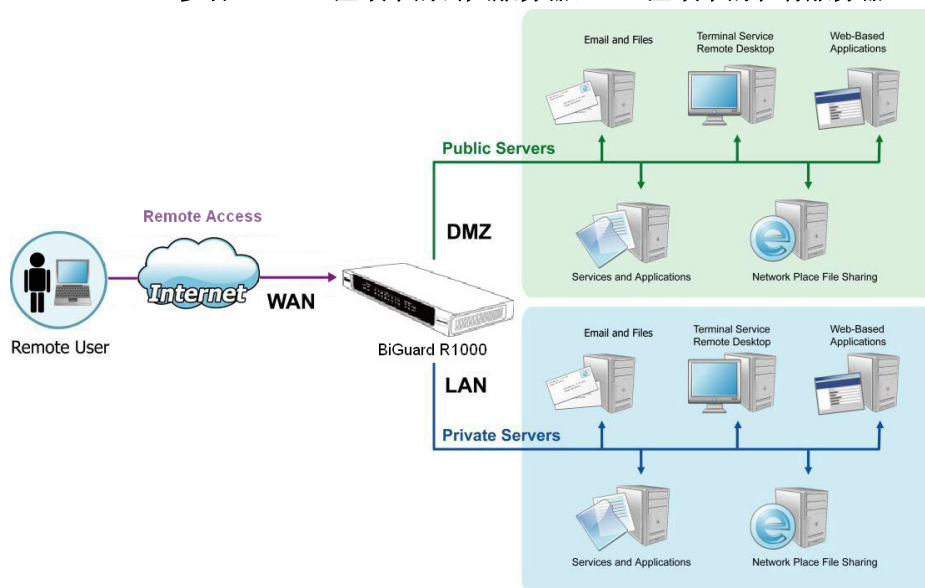 Email and Files
Terminal Service
Remote Desktop
Web-Based
Applications
Public Servers
Remote Access
DMZ
Services and Applications
Network Place File Sharing
Internet
WAN
Remote User
BiGuard R1000
LAN
Email and Files
Terminal Service
Remote Desktop
Web-Based
Applications
Private Servers
Services and Applications
Network Place File Sharing